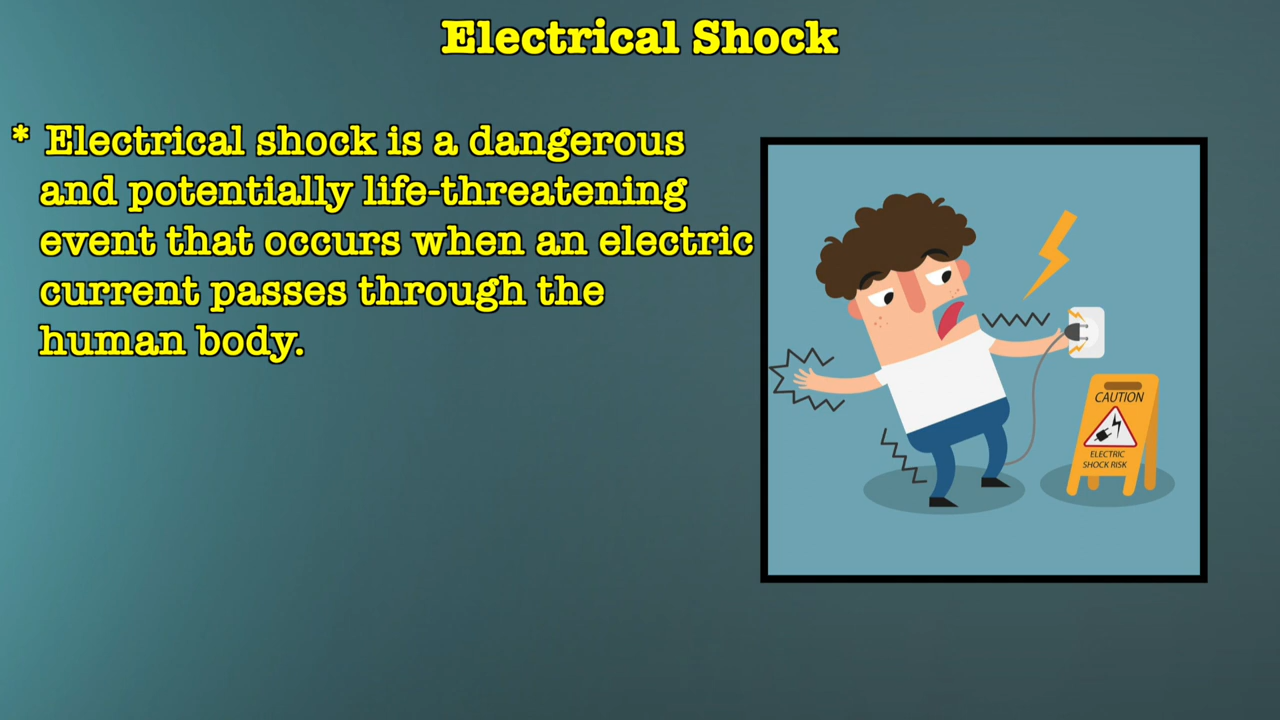 Electrical Shock
* Electrical shock is a dangerous
and potentially life-threatening
event that occurs when an electric
current passes through the
human body.
CAUTION
ELECTRIC
SHOCK RISK